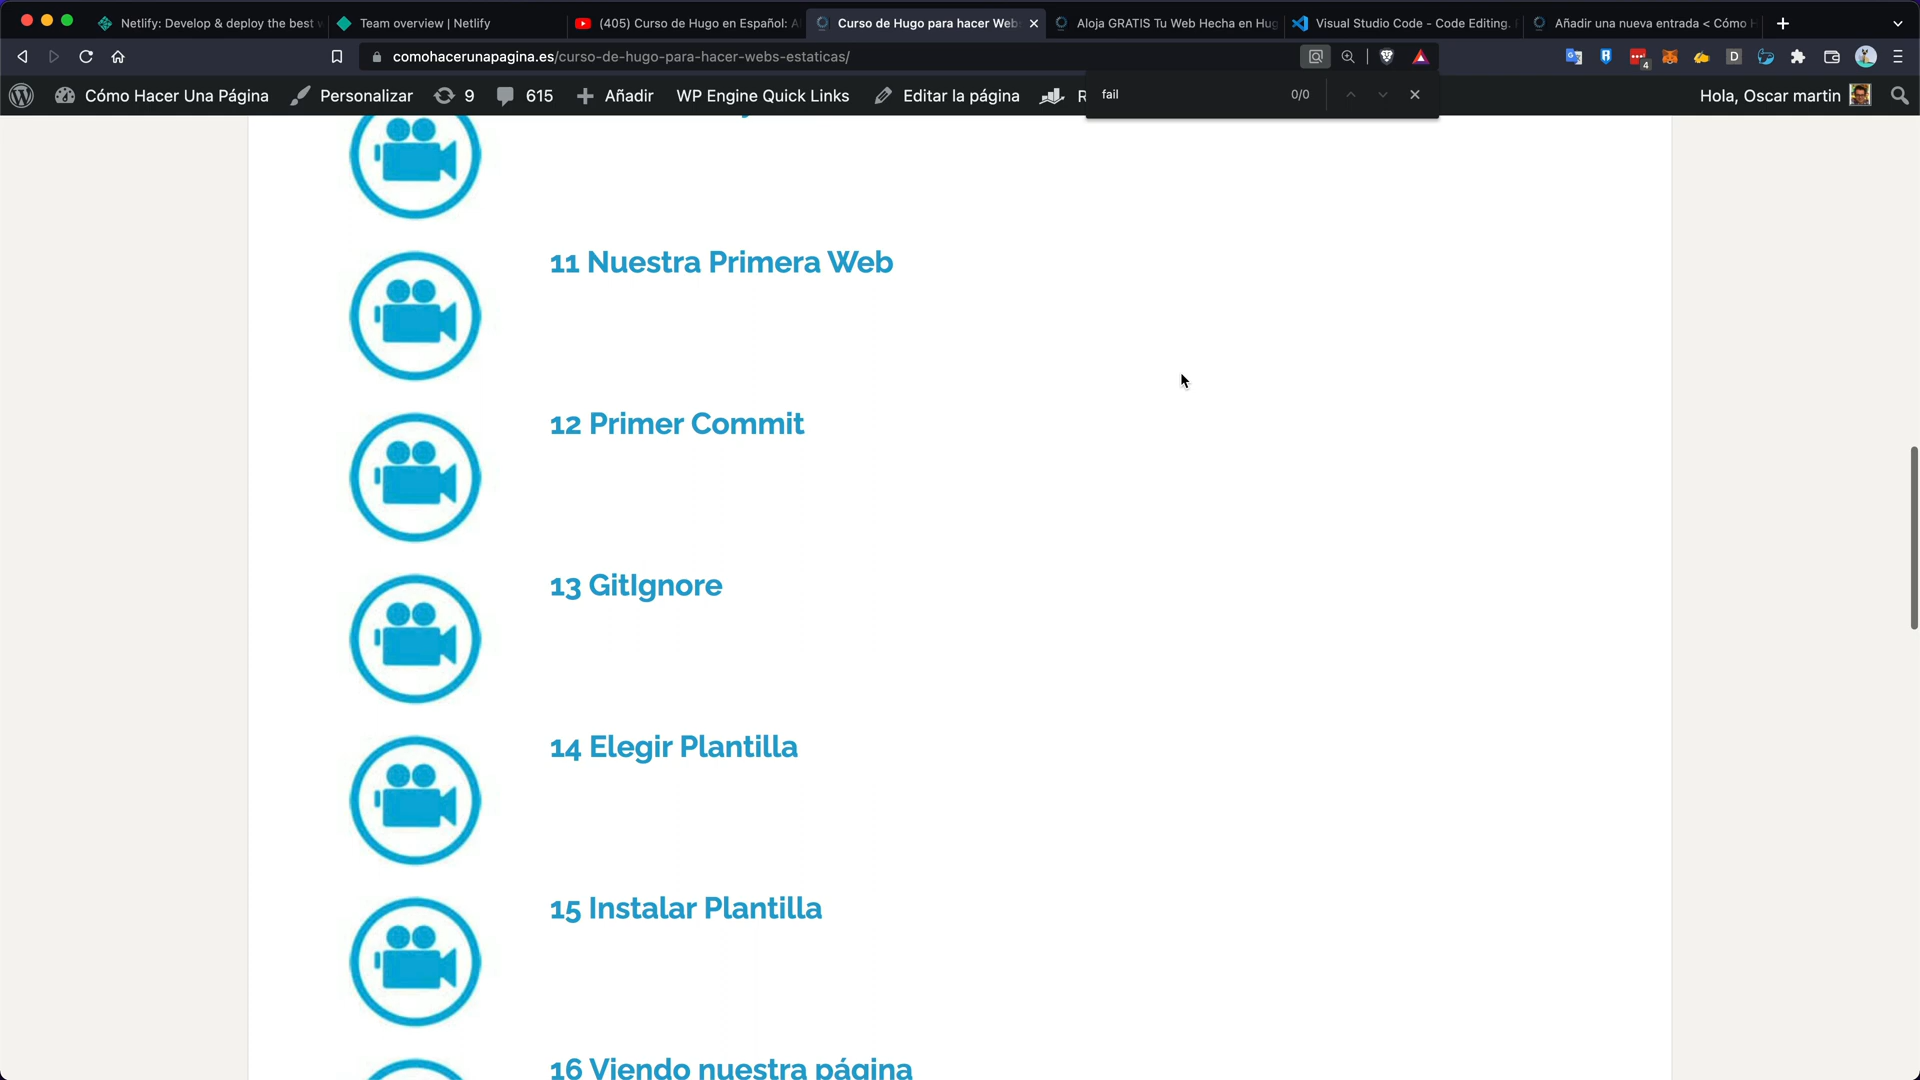 Netlify: Develop & deploy the best
Team overview | Netlify
(405) Curso de Hugo en Español: A
Curso de Hugo para hacer Web
Aloja GRATIS Tu Web Hecha en Hug
Visual Studio Code - Code Editing.
Añadir una nueva entrada < Cómo H
comohacerunapagina.es/curso-de-hugo-para-hacer-webs-estaticas/
4
D
Cómo Hacer Una Página
Personalizar
9
615
Añadir
WP Engine Quick Links
Editar la página
R
fail
0/0
Hola, Oscar martin
11 Nuestra Primera Web
12 Primer Commit
13 GitIgnore
14 Elegir Plantilla
15 Instalar Plantilla
16 Viendo nuestra página